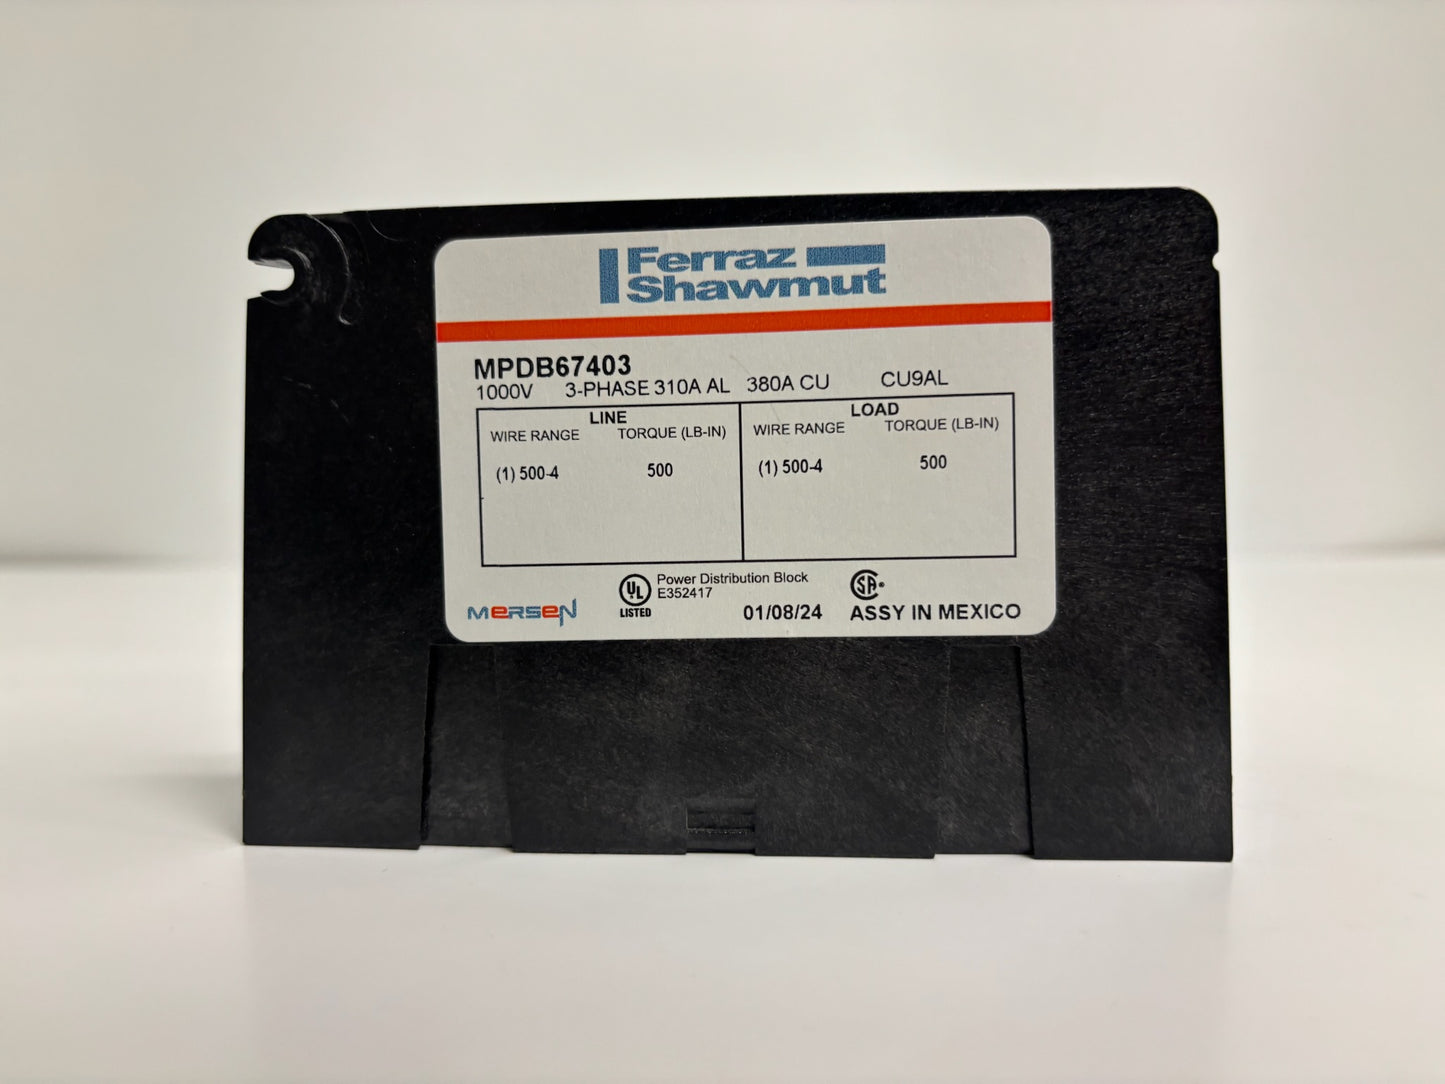 Ferraz
Shawmut
MPDB67403
1000V 3-PHASE 310A AL 380A CU CU9AL
LINE LOAD
WIRE RANGE TORQUE (LB-IN) WIRE RANGE TORQUE (LB-IN)
(1) 500-4 500 (1) 500-4 500
MERSEN UL LISTED Power Distribution Block
E352417
SA
01/08/24 ASSY IN MEXICO